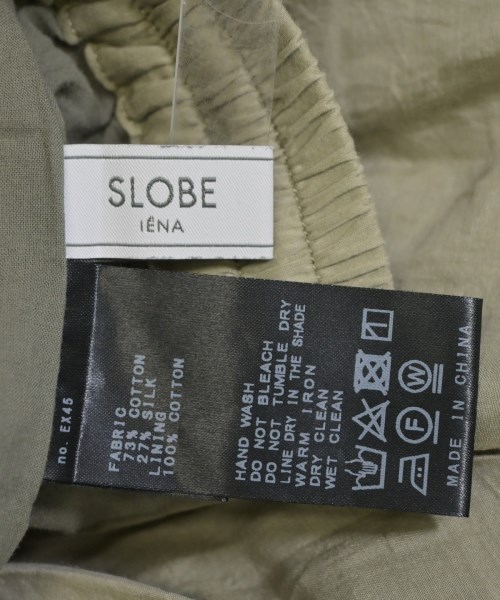 SLOBE
IÉNA
no. EX45
FABRIC
73% COTTON
27% SILK
LINING
100% COTTON
HAND WASH
DO NOT BLEACH
DO NOT TUMBLE DRY
LINE DRY IN THE SHADE
WARM IRON
DRY CLEAN
WET CLEAN
F
W
MADE IN CHINA